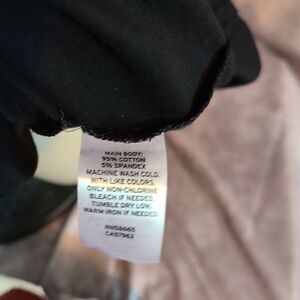 MAIN BODY:
95% COTTON
5% SPANDEX
MACHINE WASH COLD
WITH LIKE COLORS.
ONLY NON-CHLORINE
BLEACH IF NEEDED.
TUMBLE DRY LOW.
WARM IRON IF NEEDED.
RN58665
CA57963